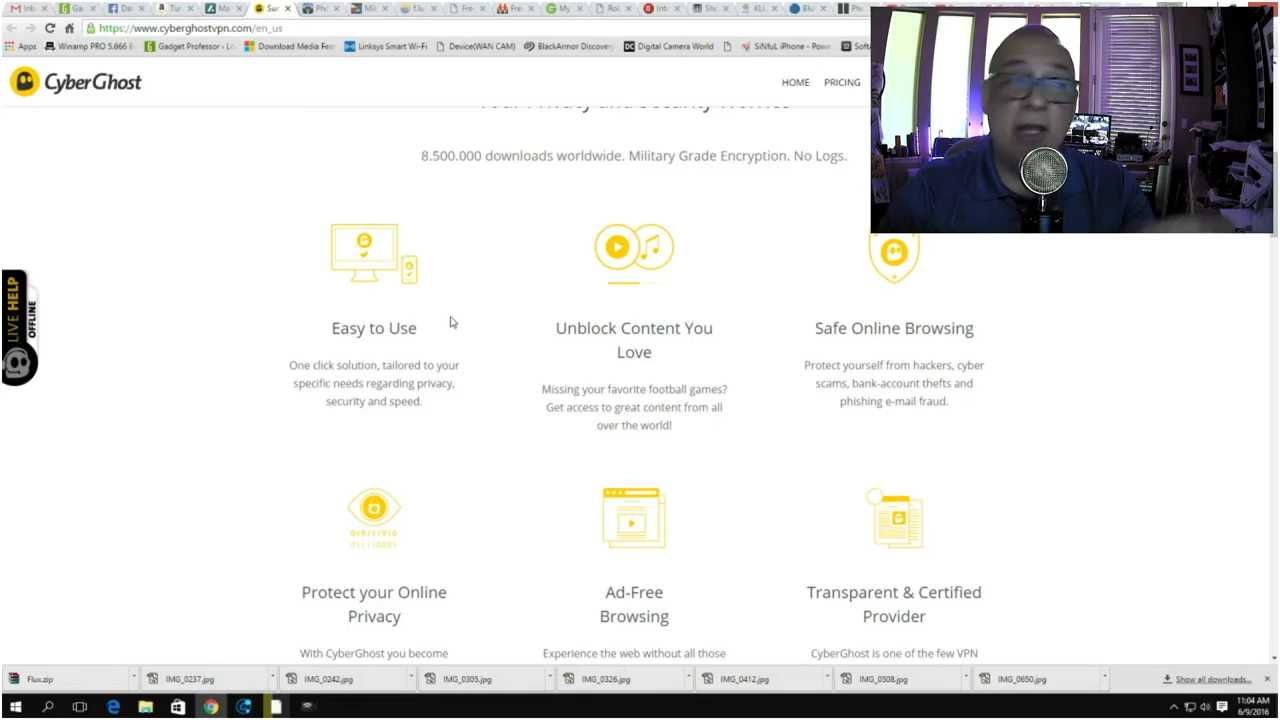 https://www.cyberghostvpn.com/en_us
Apps
Winamp PRO 5.666
Gadget Professor
Download Media
Linksys Smart Wi-F
Device(WAN CAM)
BlackArmor Discovery
DC Digital Camera World
SiNfuL iPhone - Powe
CyberGhost
HOME
PRICING
8.500.000 downloads worldwide. Military Grade Encryption. No Logs.
LIVE HELP
OFFLINE
Easy to Use
One click solution, tailored to your
specific needs regarding privacy,
security and speed.
Unblock Content You
Love
Missing your favorite football games?
Get access to great content from all
over the world!
Safe Online Browsing
Protect yourself from hackers, cyber
scams, bank-account thefts and
phishing e-mail fraud.
Protect your Online
Privacy
With CyberGhost you become
Ad-Free
Browsing
Experience the web without all those
Transparent & Certified
Provider
CyberGhost is one of the few VPN
Flux.zip
IMG_0237.jpg
IMG_0242.jpg
IMG_0305.jpg
IMG_0326.jpg
IMG_0412.jpg
IMG_0508.jpg
IMG_0650.jpg
Show all downloads...
11:04 AM
6/9/2016